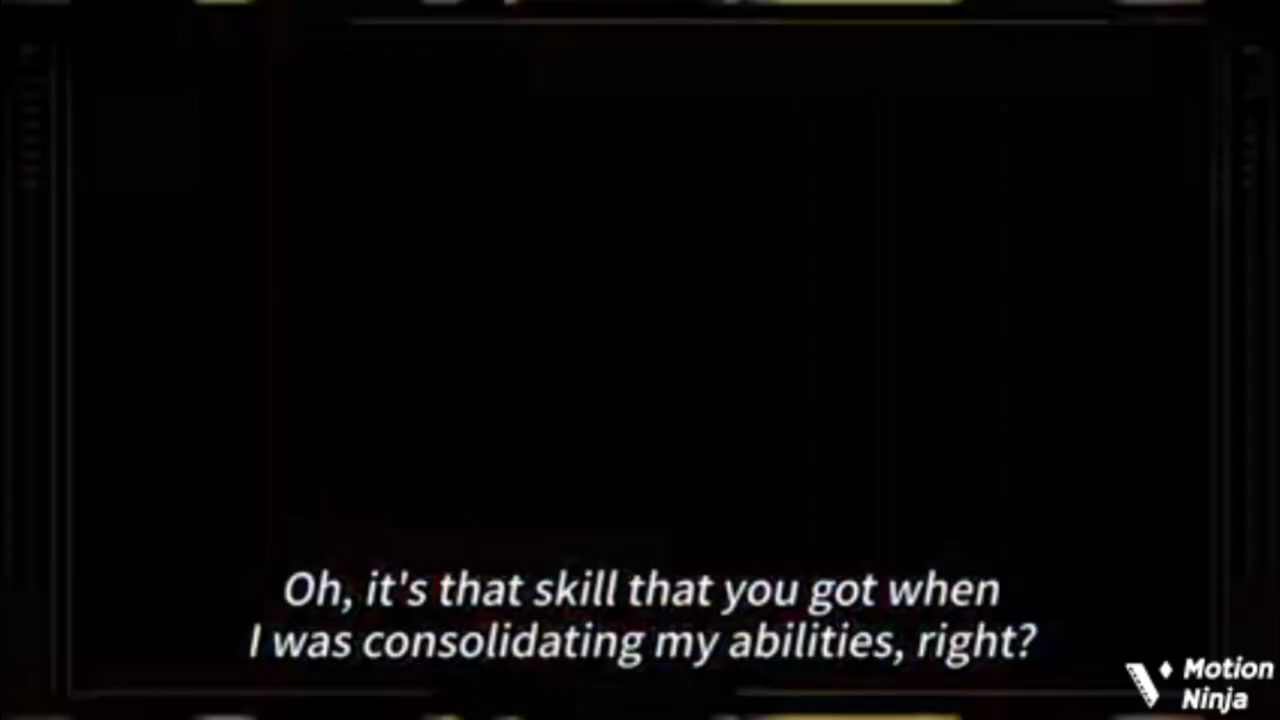 Oh, it's that skill that you got when
I was consolidating my abilities, right?
Motion
Ninja